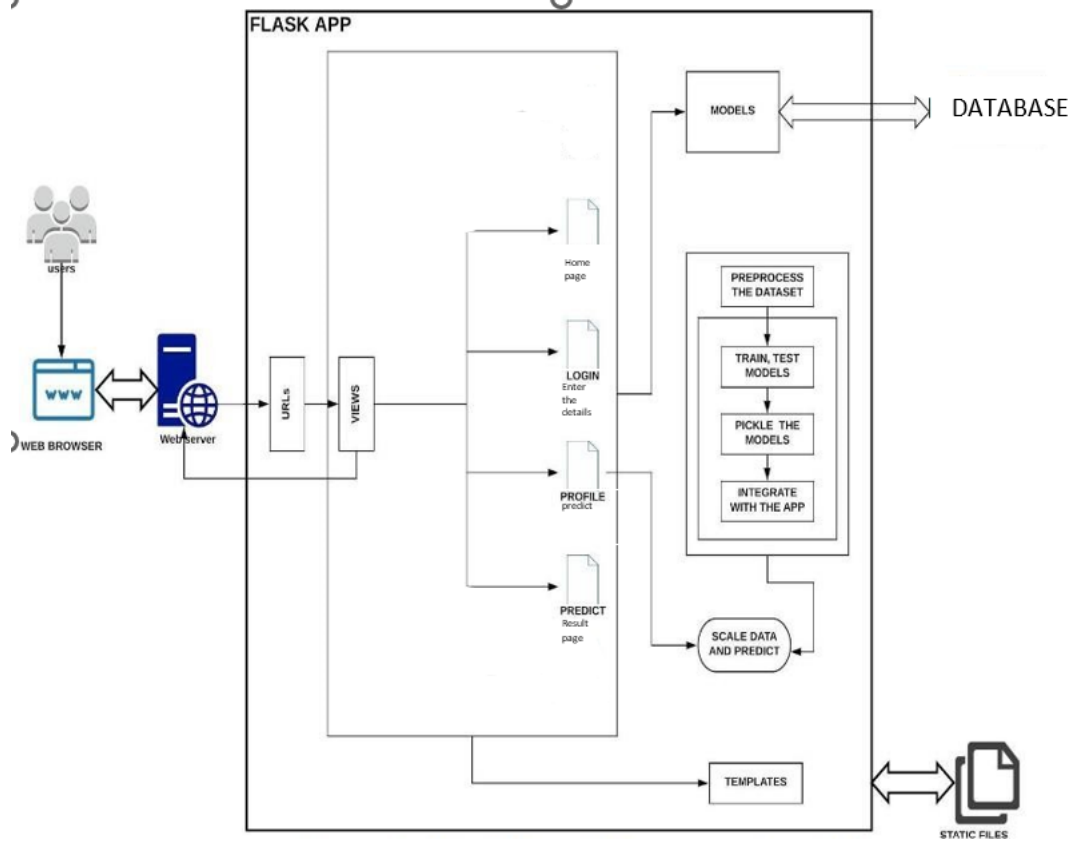 FLASK APP
MODELS
DATABASE
users
Home
page
PREPROCESS
THE DATASET
TRAIN, TEST
MODELS
PICKLE THE
MODELS
INTEGRATE
WITH THE APP
WWW
WEB BROWSER
Web server
URLs
VIEWS
LOGIN
Enter
the
details
PROFILE
predict
PREDICT
Result
page
SCALE DATA
AND PREDICT
TEMPLATES
STATIC FILES